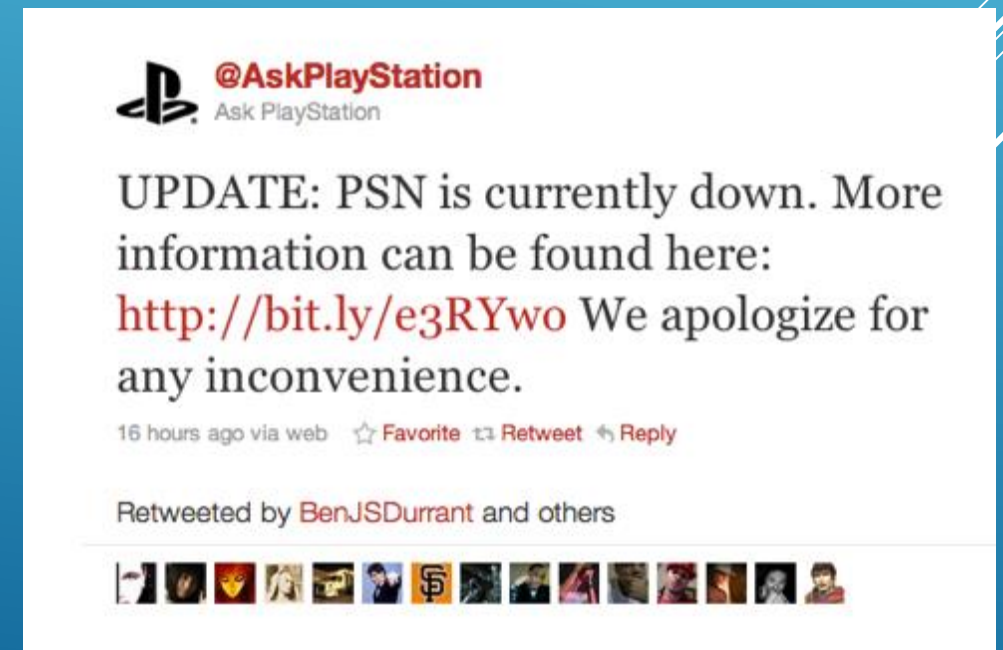 @AskPlayStation
Ask PlayStation
UPDATE: PSN is currently down. More
information can be found here:
http://bit.ly/e3RYwo We apologize for
any inconvenience.
16 hours ago via web Favorite Retweet Reply
Retweeted by BenJSDurrant and others